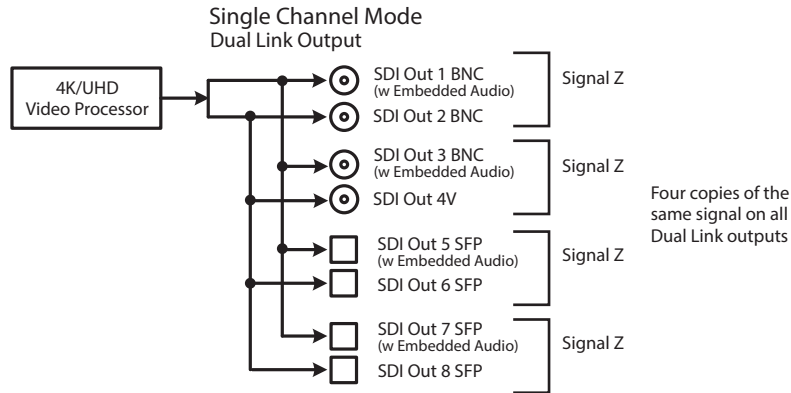 Single Channel Mode
Dual Link Output
4K/UHD
Video Processor
SDI Out 1 BNC
(w Embedded Audio)
SDI Out 2 BNC
Signal Z
SDI Out 3 BNC
(w Embedded Audio)
SDI Out 4V
Signal Z
SDI Out 5 SFP
(w Embedded Audio)
SDI Out 6 SFP
Signal Z
SDI Out 7 SFP
(w Embedded Audio)
SDI Out 8 SFP
Signal Z
Four copies of the
same signal on all
Dual Link outputs